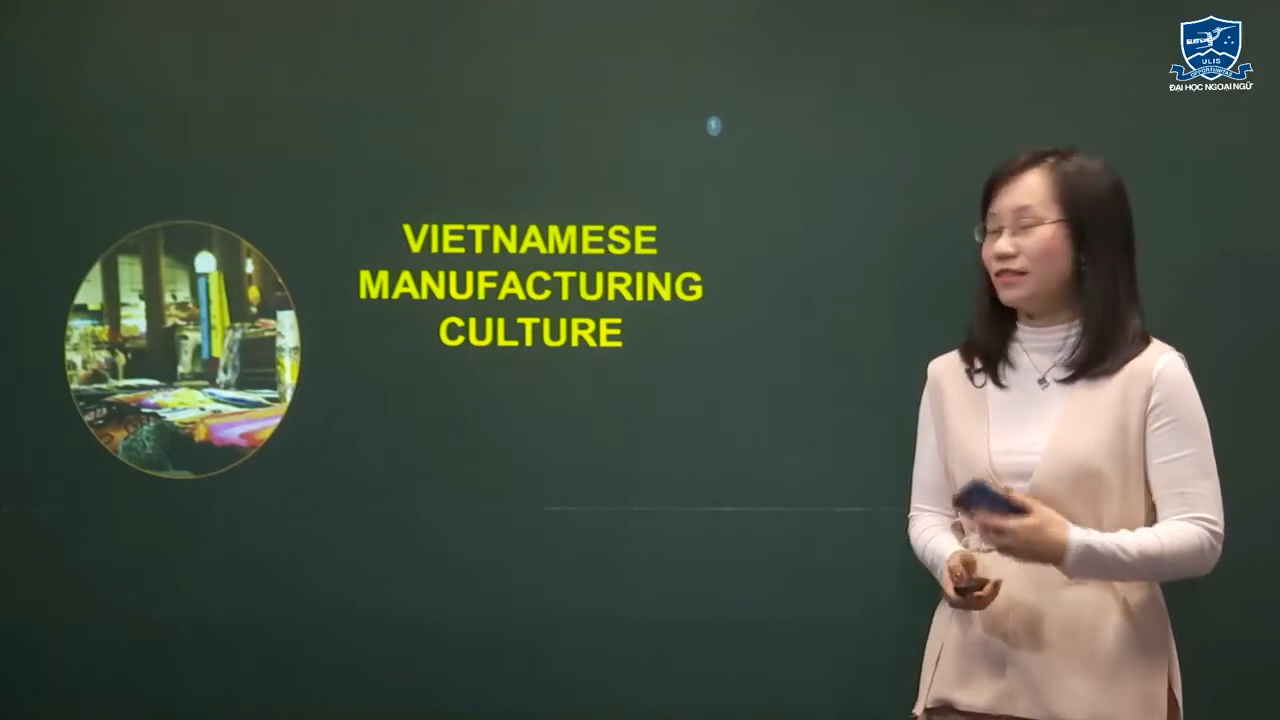 ULIS
ĐẠI HỌC NGOẠI NGỮ
VIETNAMESE
MANUFACTURING
CULTURE